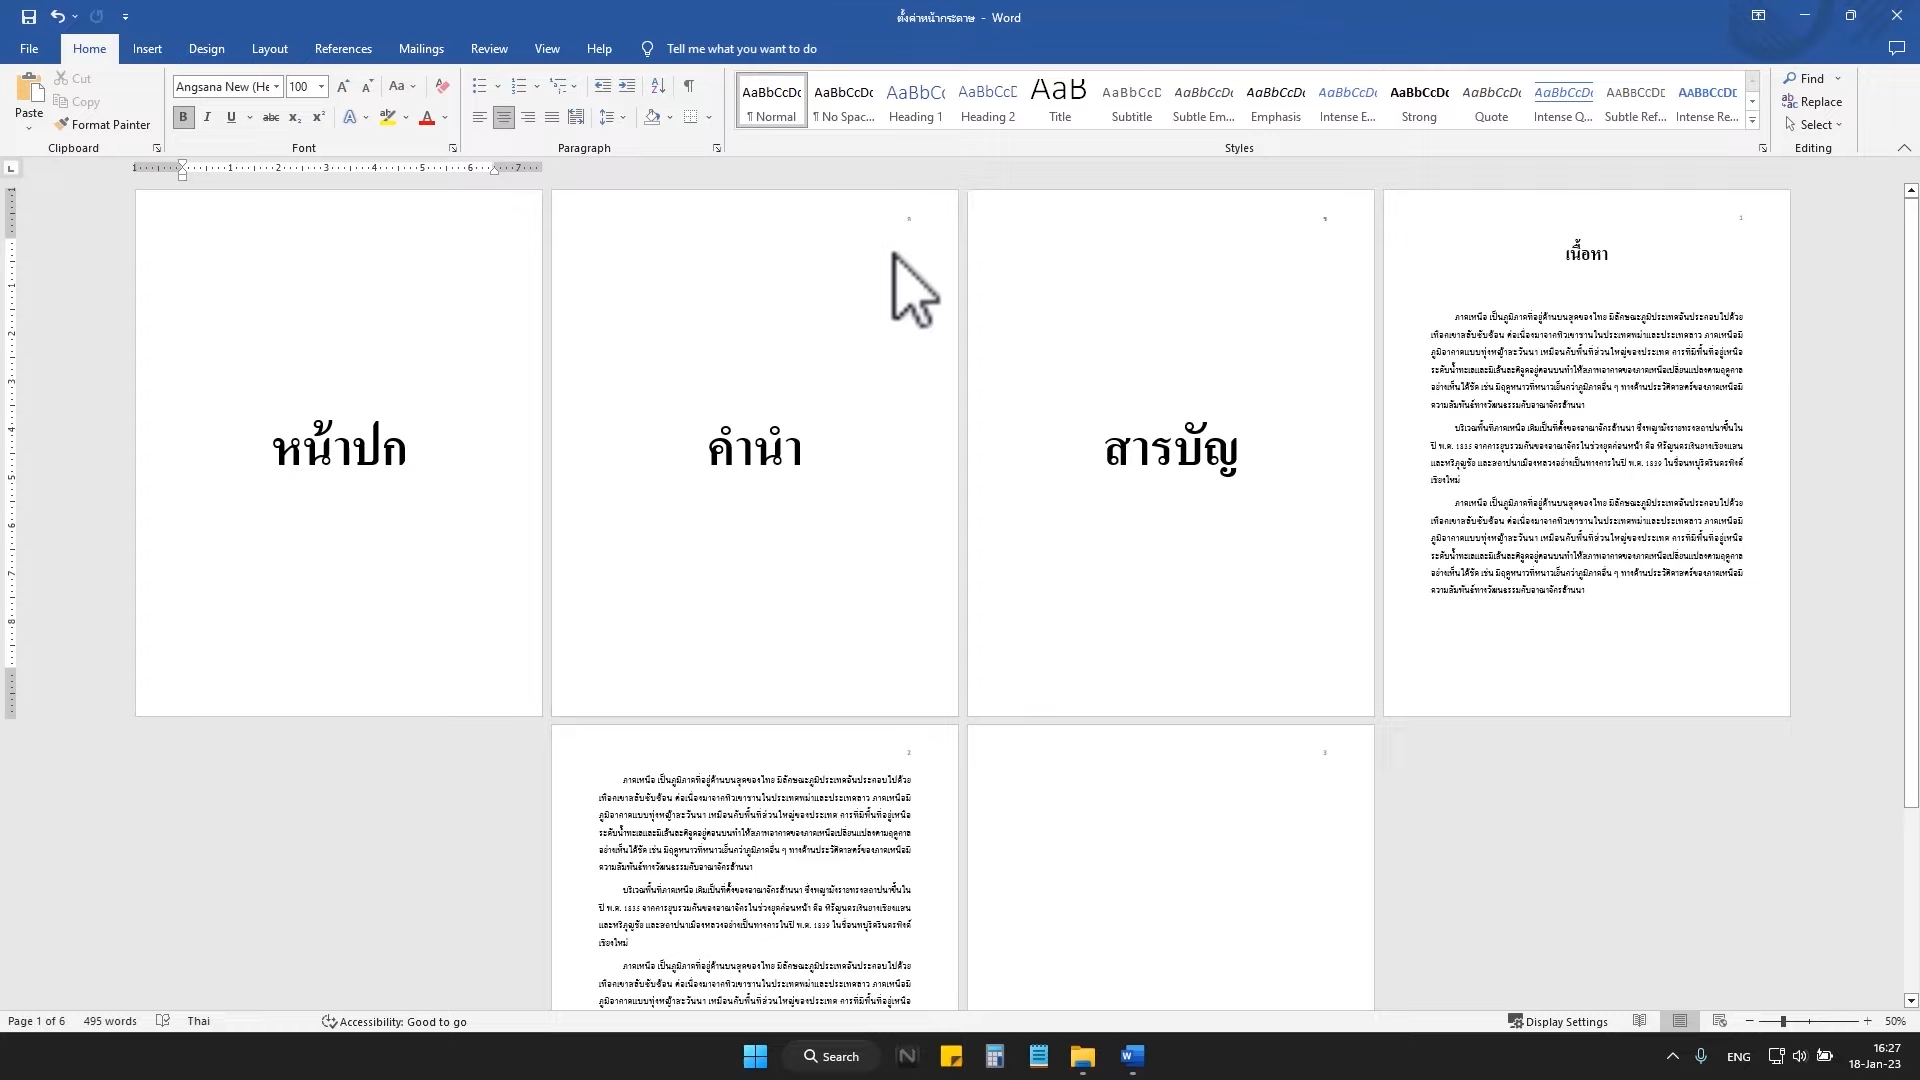 ตั้งค่าหน้ากระดาษ - Word
File Home Insert Design Layout References Mailings Review View Help Tell me what you want to do
Paste
Cut
Copy
Format Painter
Clipboard
Angsana New (He 100
Font
Paragraph
AaBbCcDc AaBbCcDc AaBbCc AaBbCcD AaB AaBbCcD AaBbCcDc AaBbCcDc AaBbCcDc AaBbCcDc AaBbCcDc AaBbCcDc AABBCCDE AABBCCDE
¶ Normal ¶ No Spac... Heading 1 Heading 2 Title Subtitle Subtle Em... Emphasis Intense E... Strong Quote Intense Q... Subtle Ref... Intense Re...
Styles
Find
Replace
Select
Editing
หน้าปก
ก
คำนำ
ข
สารบัญ
1
เนื้อหา
ภาคเหนือ เป็นภูมิภาคที่อยู่ด้านบนสุดของไทย มีลักษณะภูมิประเทศอันประกอบไปด้วย
เทือกเขาสลับซับซ้อน ต่อเนื่องมาจากทิวเขาชานในประเทศพม่าและประเทศลาว ภาคเหนือมี
ภูมิอากาศแบบทุ่งหญ้าสะวันนา เหมือนกับพื้นที่ส่วนใหญ่ของประเทศ การที่มีพื้นที่อยู่เหนือ
ระดับน้ำทะเลและมีเส้นละติจูดอยู่ตอนบนทำให้สภาพอากาศของภาคเหนือเปลี่ยนแปลงตามฤดูกาล
อย่างเห็นได้ชัด เช่น มีฤดูหนาวที่หนาวเย็นกว่าภูมิภาคอื่น ๆ ทางด้านประวัติศาสตร์ของภาคเหนือมี
ความสัมพันธ์ทางวัฒนธรรมกับอาณาจักรล้านนา
บริเวณพื้นที่ภาคเหนือ เดิมเป็นที่ตั้งของอาณาจักรล้านนา ซึ่งพญามังรายทรงสถาปนาขึ้นใน
ปี พ.ศ. 1835 จากการยุบรวมกันของอาณาจักรในช่วงยุคก่อนหน้า คือ หิรัญนครเงินยางเชียงแสน
และหริภุญชัย และสถาปนาเมืองหลวงอย่างเป็นทางการในปี พ.ศ. 1839 ในชื่อนพบุรีศรีนครพิงค์
เชียงใหม่
ภาคเหนือ เป็นภูมิภาคที่อยู่ด้านบนสุดของไทย มีลักษณะภูมิประเทศอันประกอบไปด้วย
เทือกเขาสลับซับซ้อน ต่อเนื่องมาจากทิวเขาชานในประเทศพม่าและประเทศลาว ภาคเหนือมี
ภูมิอากาศแบบทุ่งหญ้าสะวันนา เหมือนกับพื้นที่ส่วนใหญ่ของประเทศ การที่มีพื้นที่อยู่เหนือ
ระดับน้ำทะเลและมีเส้นละติจูดอยู่ตอนบนทำให้สภาพอากาศของภาคเหนือเปลี่ยนแปลงตามฤดูกาล
อย่างเห็นได้ชัด เช่น มีฤดูหนาวที่หนาวเย็นกว่าภูมิภาคอื่น ๆ ทางด้านประวัติศาสตร์ของภาคเหนือมี
ความสัมพันธ์ทางวัฒนธรรมกับอาณาจักรล้านนา
2
ภาคเหนือ เป็นภูมิภาคที่อยู่ด้านบนสุดของไทย มีลักษณะภูมิประเทศอันประกอบไปด้วย
เทือกเขาสลับซับซ้อน ต่อเนื่องมาจากทิวเขาชานในประเทศพม่าและประเทศลาว ภาคเหนือมี
ภูมิอากาศแบบทุ่งหญ้าสะวันนา เหมือนกับพื้นที่ส่วนใหญ่ของประเทศ การที่มีพื้นที่อยู่เหนือ
ระดับน้ำทะเลและมีเส้นละติจูดอยู่ตอนบนทำให้สภาพอากาศของภาคเหนือเปลี่ยนแปลงตามฤดูกาล
อย่างเห็นได้ชัด เช่น มีฤดูหนาวที่หนาวเย็นกว่าภูมิภาคอื่น ๆ ทางด้านประวัติศาสตร์ของภาคเหนือมี
ความสัมพันธ์ทางวัฒนธรรมกับอาณาจักรล้านนา
บริเวณพื้นที่ภาคเหนือ เดิมเป็นที่ตั้งของอาณาจักรล้านนา ซึ่งพญามังรายทรงสถาปนาขึ้นใน
ปี พ.ศ. 1835 จากการยุบรวมกันของอาณาจักรในช่วงยุคก่อนหน้า คือ หิรัญนครเงินยางเชียงแสน
และหริภุญชัย และสถาปนาเมืองหลวงอย่างเป็นทางการในปี พ.ศ. 1839 ในชื่อนพบุรีศรีนครพิงค์
เชียงใหม่
ภาคเหนือ เป็นภูมิภาคที่อยู่ด้านบนสุดของไทย มีลักษณะภูมิประเทศอันประกอบไปด้วย
เทือกเขาสลับซับซ้อน ต่อเนื่องมาจากทิวเขาชานในประเทศพม่าและประเทศลาว ภาคเหนือมี
ภูมิอากาศแบบทุ่งหญ้าสะวันนา เหมือนกับพื้นที่ส่วนใหญ่ของประเทศ การที่มีพื้นที่อยู่เหนือ
3
Page 1 of 6 495 words Thai Accessibility: Good to go Display Settings 50%
Search
ENG
16:27
18-Jan-23